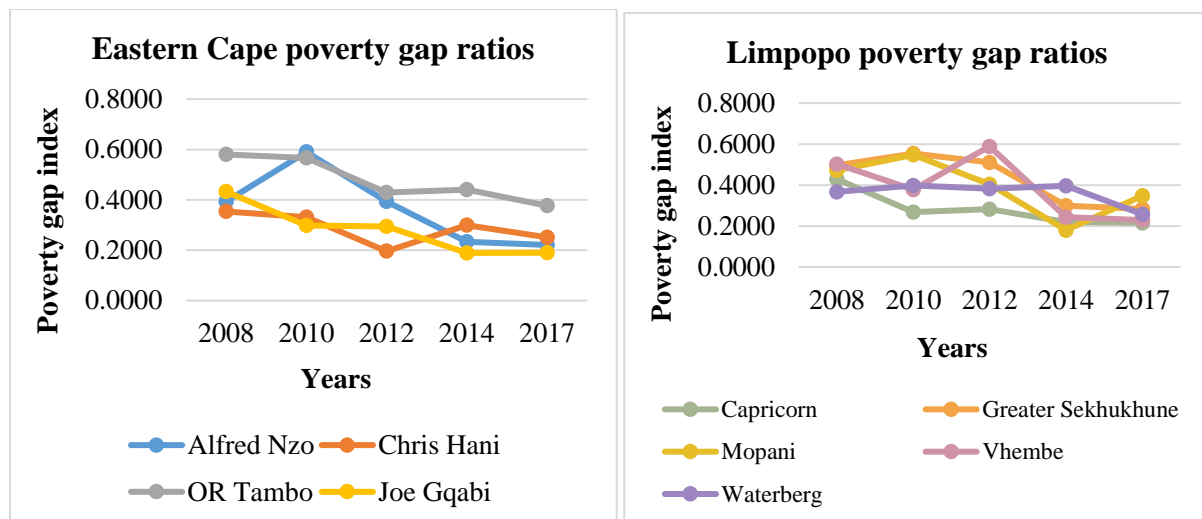 Eastern Cape poverty gap ratios
Poverty gap index
0.8000
0.6000
0.4000
0.2000
0.0000
2008 2010 2012 2014 2017
Years
Alfred Nzo Chris Hani
OR Tambo Joe Gqabi
Limpopo poverty gap ratios
Poverty gap index
0.8000
0.6000
0.4000
0.2000
0.0000
2008 2010 2012 2014 2017
Years
Capricorn Greater Sekhukhune
Mopani Vhembe
Waterberg